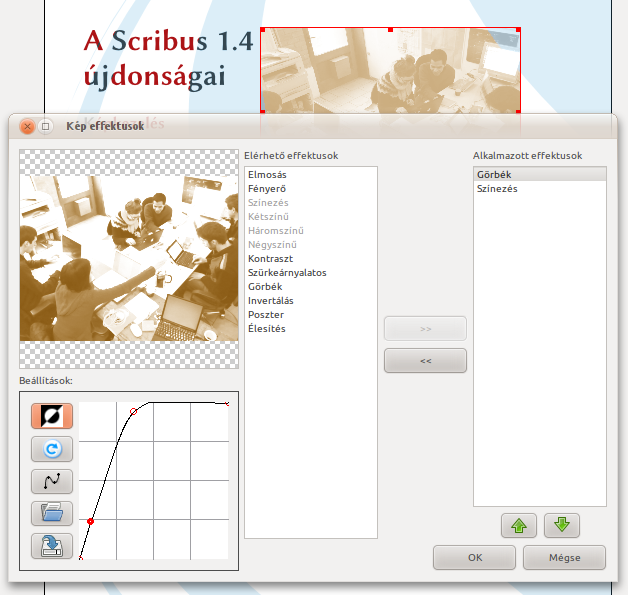 A Scribus 1.4
újdonságai
Kép effektusok
Elérhető effektusok
Elmosás
Fényerő
Színezés
Kétszínű
Háromszínű
Négyszínű
Kontraszt
Szürkeárnyalatos
Görbék
Invertálás
Poszter
Élesítés
>>
<<
Alkalmazott effektusok
Görbék
Színezés
Beállítások:
OK
Mégse